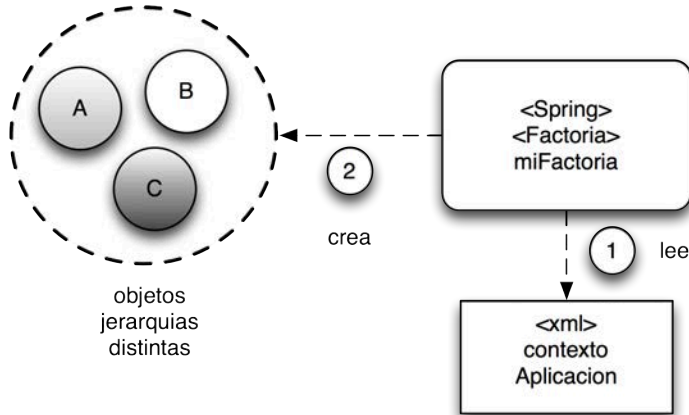 A
B
C
<Spring>
<Factoria>
miFactoria
2
crea
1
lee
objetos
jerarquias
distintas
<xml>
contexto
Aplicacion